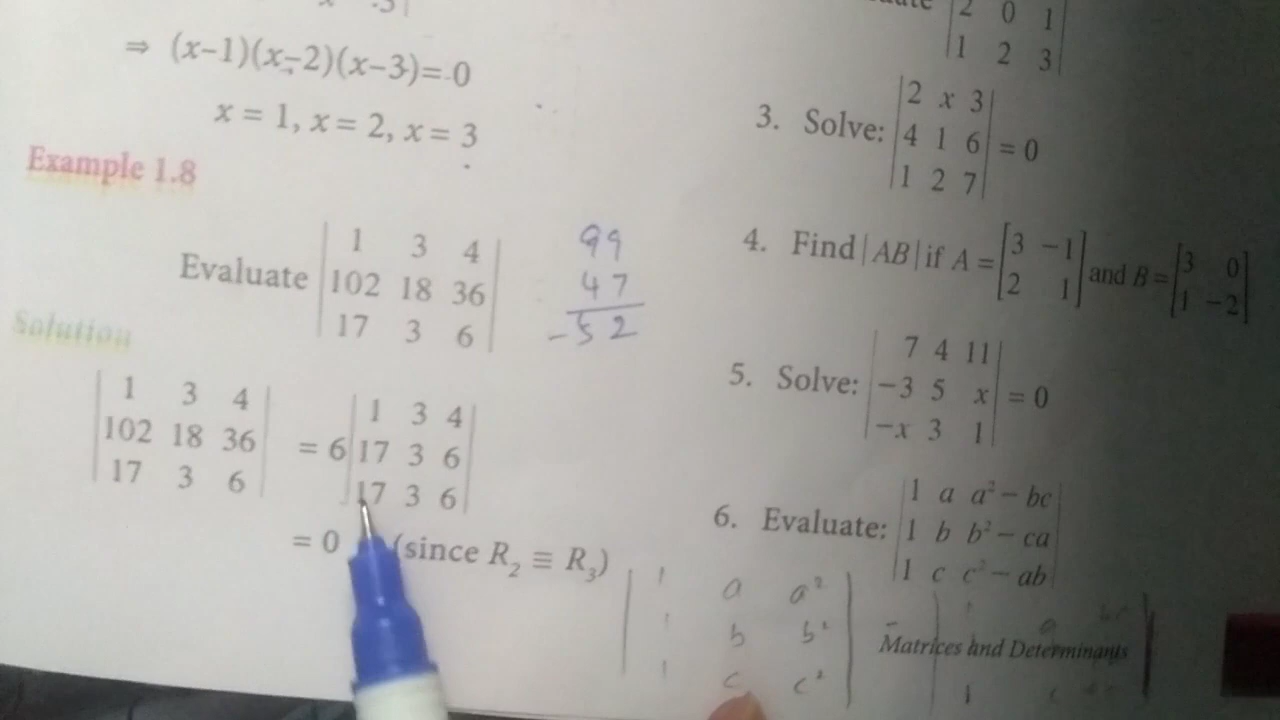 ⇒ (x−1)(x−2)(x−3)=0
x = 1, x = 2, x = 3
Example 1.8
Evaluate
1 3 4
102 18 36
17 3 6
99
47
−52
Solution
1 3 4
102 18 36
17 3 6
= 6
1 3 4
17 3 6
17 3 6
= 0 (since R₂ ≡ R₃)
2 0 1
1 2 3
3. Solve:
2 x 3
4 1 6
1 2 7
= 0
4. Find |AB| if A =
3 −1
2 1
and B =
3 0
1 −2
5. Solve:
7 4 11
−3 5 x
−x 3 1
= 0
6. Evaluate:
1 a a² − bc
1 b b² − ca
1 c c² − ab
1 a a²
1 b b²
1 c c²
−
Matrices and Determinants